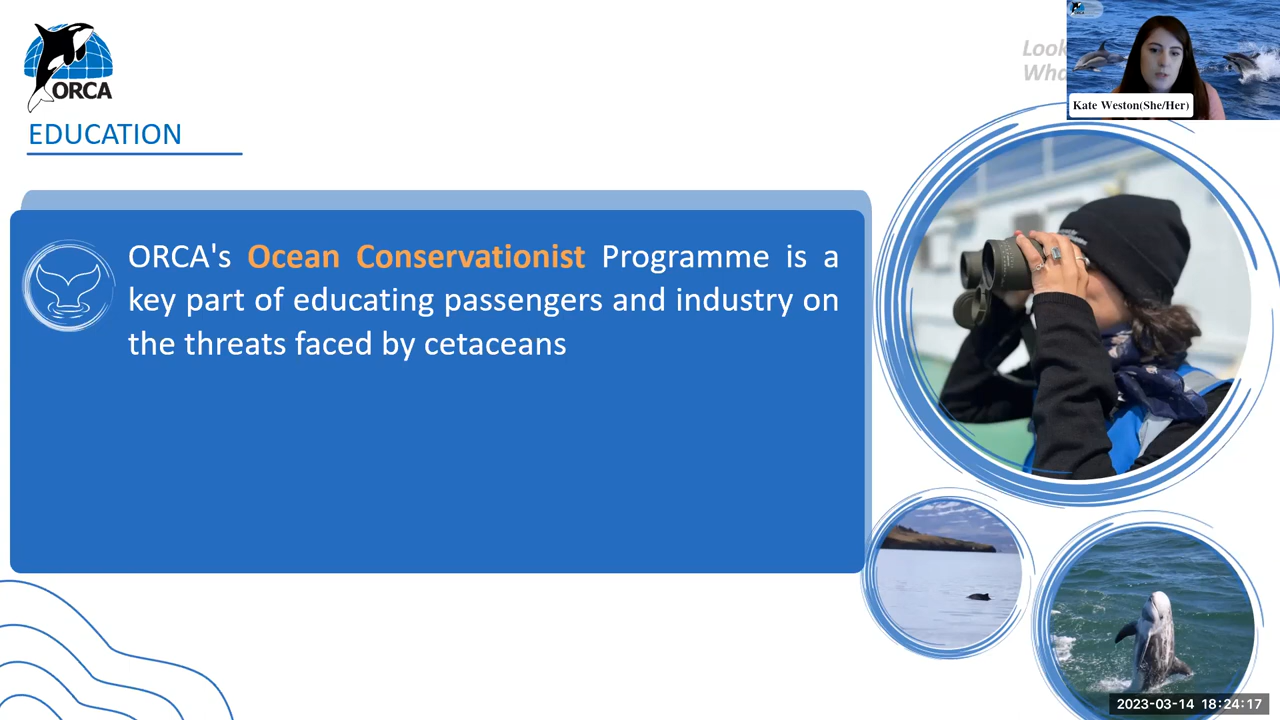 ORCA
Look
Kate Weston(She/Her)
EDUCATION
ORCA's Ocean Conservationist Programme is a
key part of educating passengers and industry on
the threats faced by cetaceans
2023-03-14 18:24:17